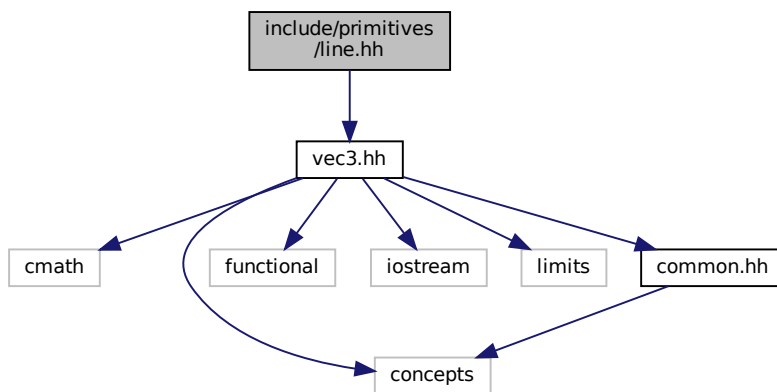 include/primitives
/line.hh
vec3.hh
cmath
functional
iostream
limits
common.hh
concepts